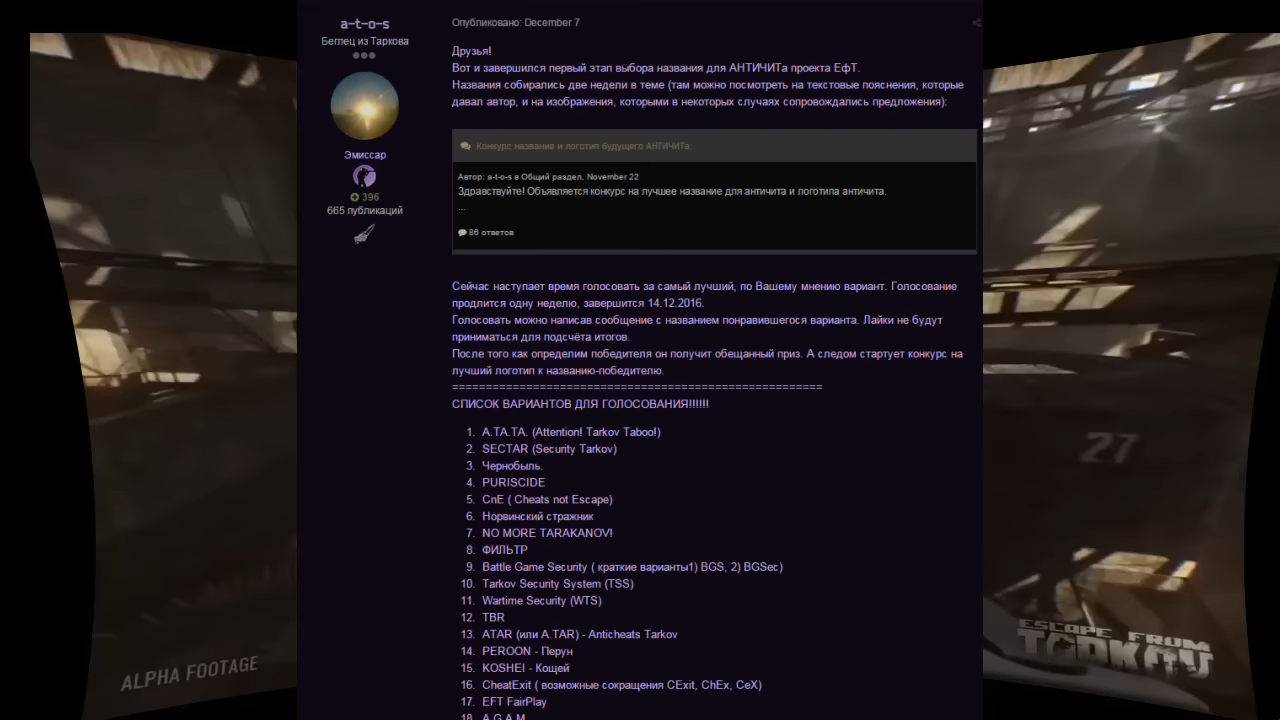 a-t-o-s
Беглец из Таркова
Эмиссар
396
665 публикаций
Опубликовано: December 7
Друзья!
Вот и завершился первый этап выбора названия для АНТИЧИТа проекта ЕфТ.
Названия собирались две недели в теме (там можно посмотреть на текстовые пояснения, которые
давал автор, и на изображения, которыми в некоторых случаях сопровождались предложения):
Конкурс названия и логотип будущего АНТИЧИТа.
Автор: a-t-o-s в Общий раздел, November 22
Здравствуйте! Объявляется конкурс на лучшее название для античита и логотипа античита.
...
86 ответов
Сейчас наступает время голосовать за самый лучший, по Вашему мнению вариант. Голосование
продлится одну неделю, завершится 14.12.2016.
Голосовать можно написав сообщение с названием понравившегося варианта. Лайки не будут
приниматься для подсчёта итогов.
После того как определим победителя он получит обещанный приз. А следом стартует конкурс на
лучший логотип к названию-победителю.
=======================================================
СПИСОК ВАРИАНТОВ ДЛЯ ГОЛОСОВАНИЯ!!!!!!
1. А.ТА.ТА. (Attention! Tarkov Taboo!)
2. SECTAR (Security Tarkov)
3. Чернобыль.
4. PURISCIDE
5. CnE ( Cheats not Escape)
6. Норвинский стражник
7. NO MORE TARAKANOV!
8. ФИЛЬТР
9. Battle Game Security ( краткие варианты1) BGS, 2) BGSec)
10. Tarkov Security System (TSS)
11. Wartime Security (WTS)
12. TBR
13. ATAR (или A.TAR) - Anticheats Tarkov
14. PEROON - Перун
15. KOSHEI - Кощей
16. CheatExit ( возможные сокращения CExit, ChEx, CeX)
17. EFT FairPlay
18. A.G.A.M.
27
ALPHA FOOTAGE
ESCAPE FROM
TARKOV